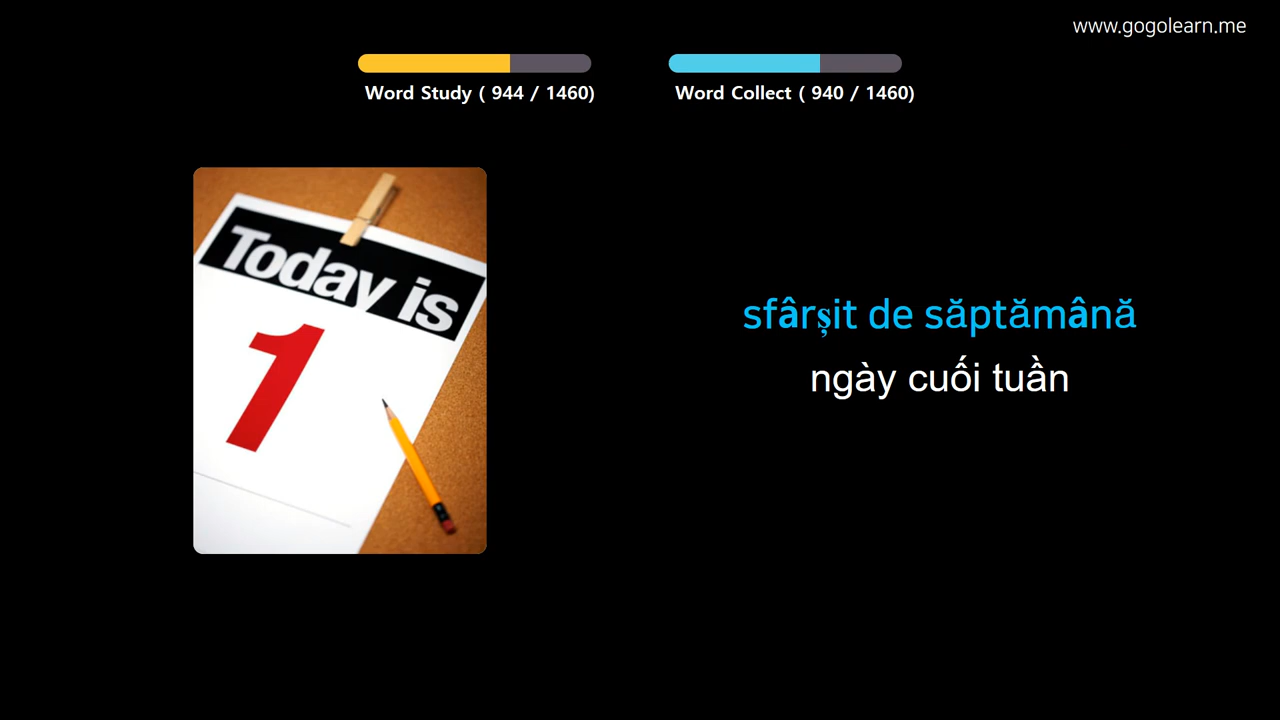 www.gogolearn.me
Word Study ( 944 / 1460)
Word Collect ( 940 / 1460)
Today is
1
sfârșit de săptămână
ngày cuối tuần